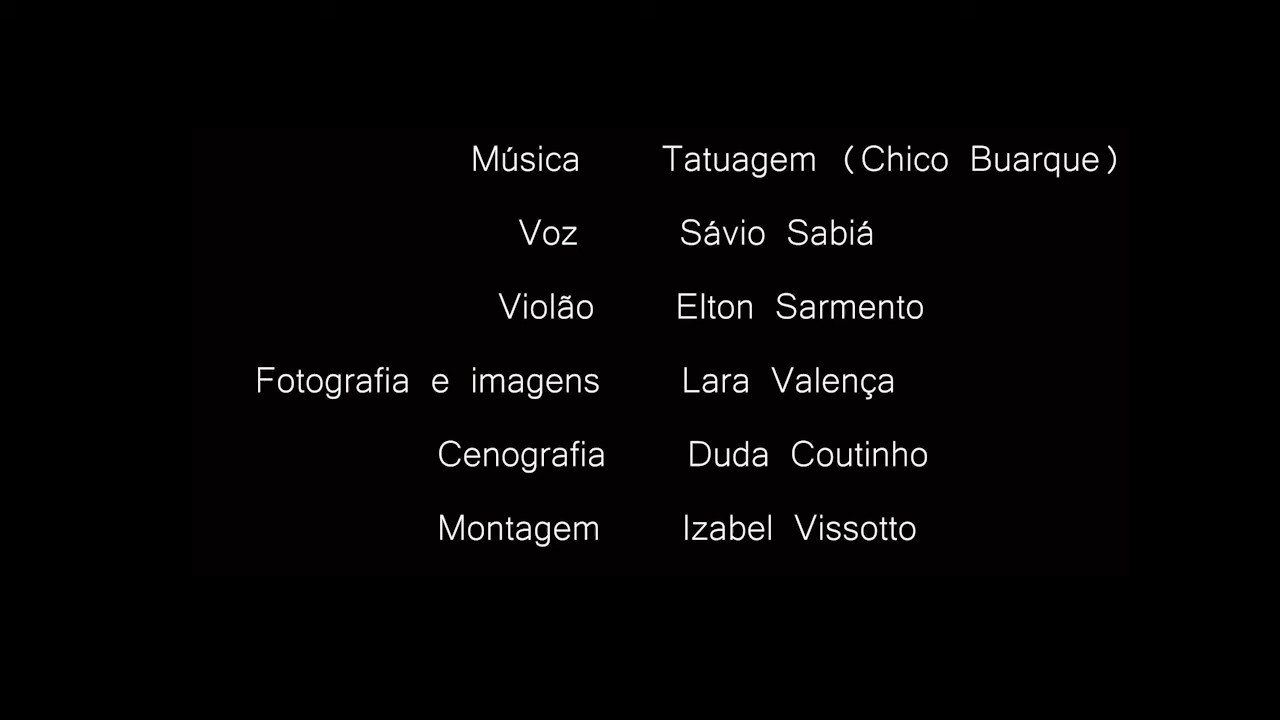 Música Tatuagem (Chico Buarque)
Voz Sávio Sabiá
Violão Elton Sarmento
Fotografia e imagens Lara Valença
Cenografia Duda Coutinho
Montagem Izabel Vissotto